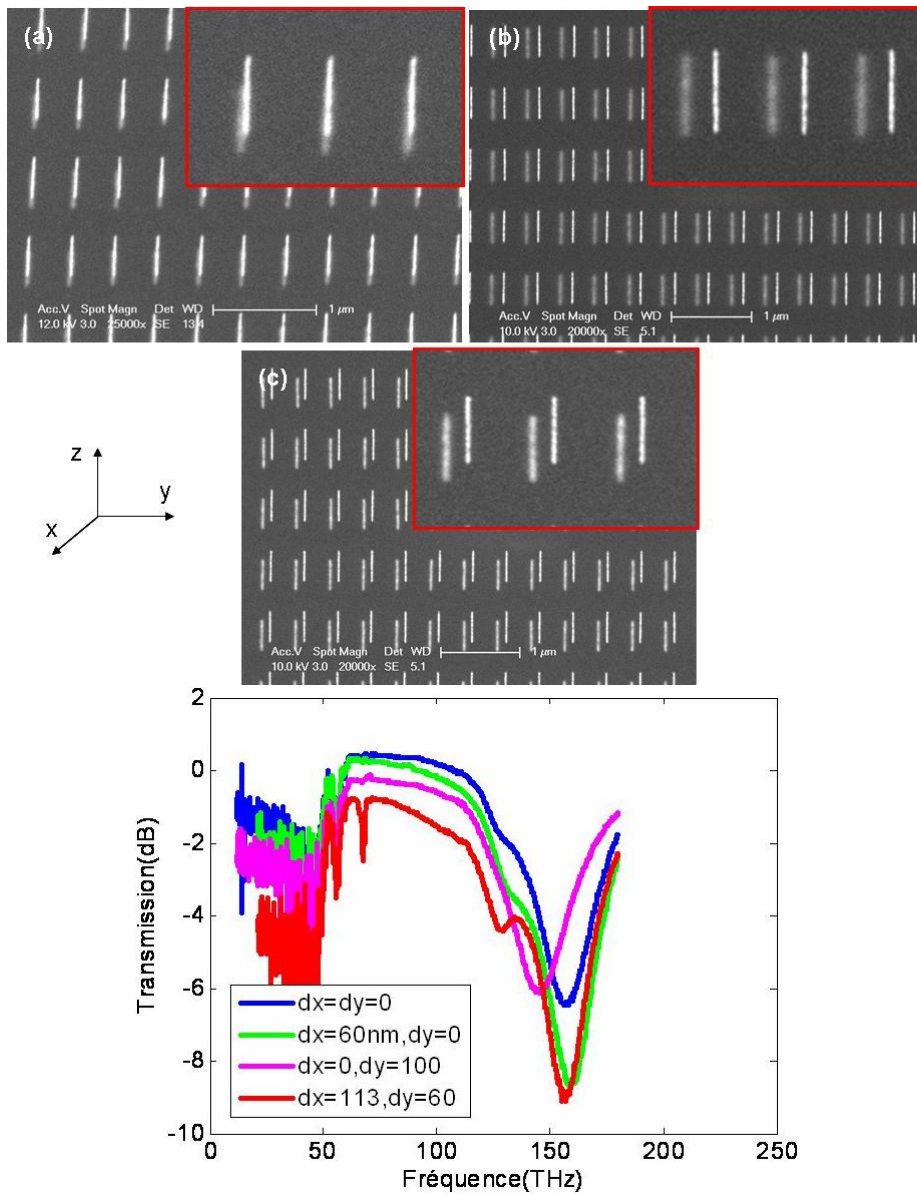 (a)
Acc.V Spot Magn Det WD
12.0 kV 3.0 25000x SE 13.4
1 µm
(b)
Acc.V Spot Magn Det WD
10.0 kV 3.0 20000x SE 5.1
1 µm
(c)
Acc.V Spot Magn Det WD
10.0 kV 3.0 20000x SE 5.1
1 µm
z
y
x
Transmission(dB)
2
0
-2
-4
-6
-8
-10
dx=dy=0
dx=60nm,dy=0
dx=0,dy=100
dx=113,dy=60
0
50
100
150
200
250
Fréquence(THz)